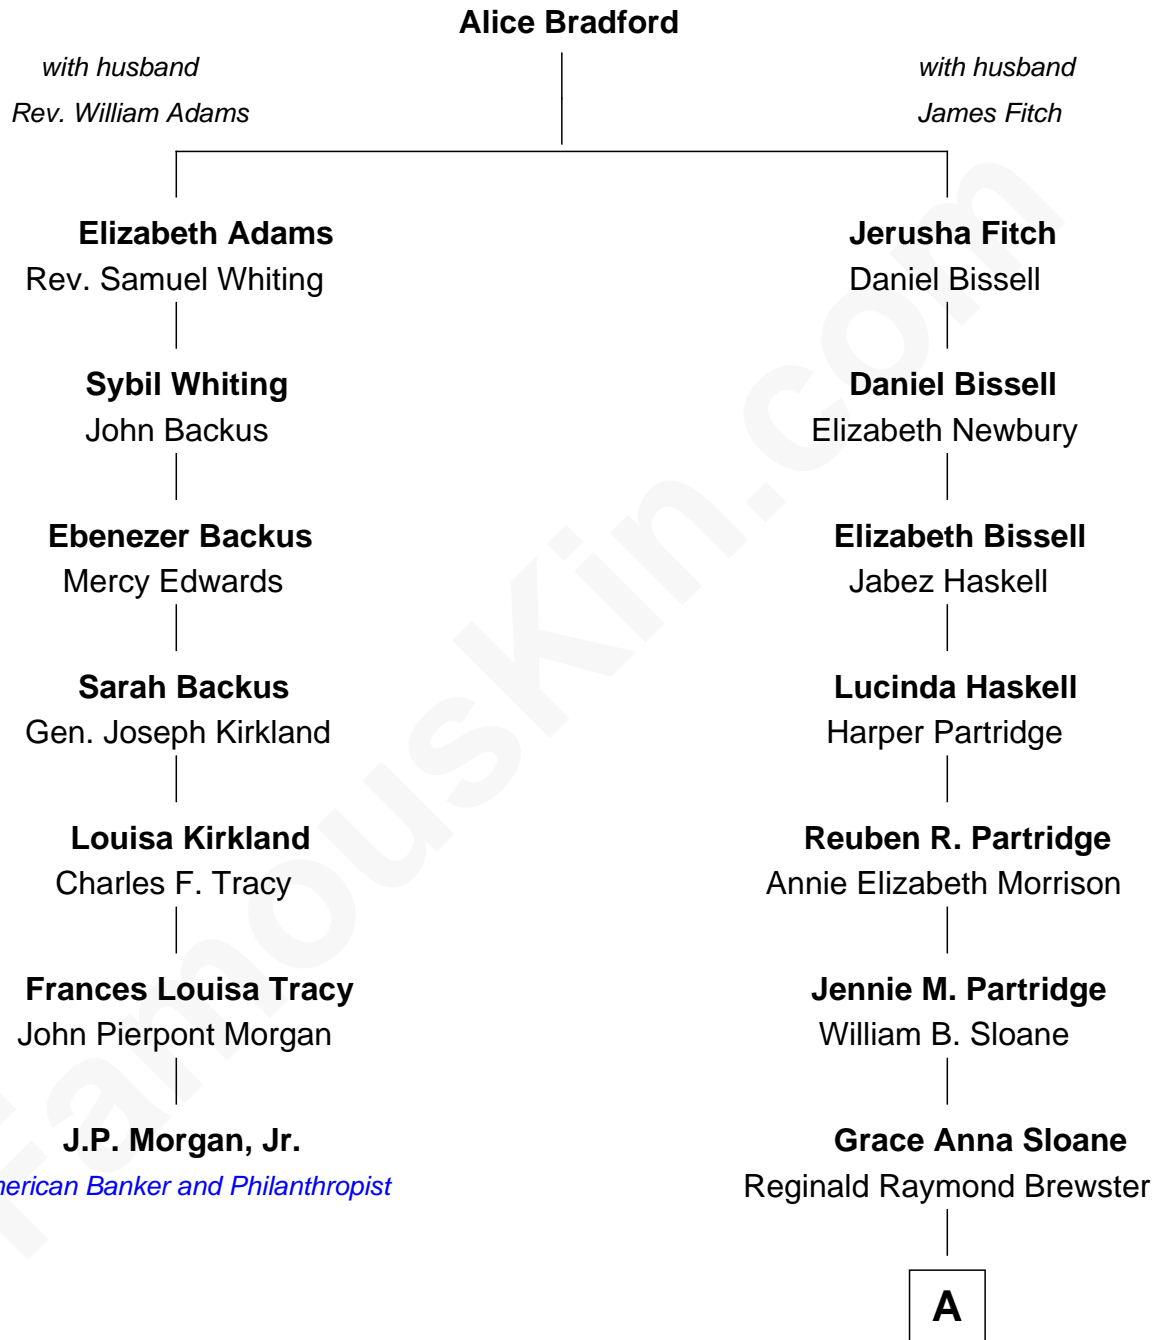 Alice Bradford
with husband
Rev. William Adams
with husband
James Fitch
Elizabeth Adams
Rev. Samuel Whiting
Jerusha Fitch
Daniel Bissell
Sybil Whiting
John Backus
Daniel Bissell
Elizabeth Newbury
Ebenezer Backus
Mercy Edwards
Elizabeth Bissell
Jabez Haskell
Sarah Backus
Gen. Joseph Kirkland
Lucinda Haskell
Harper Partridge
Louisa Kirkland
Charles F. Tracy
Reuben R. Partridge
Annie Elizabeth Morrison
Frances Louisa Tracy
John Pierpont Morgan
Jennie M. Partridge
William B. Sloane
J.P. Morgan, Jr.
merican Banker and Philanthropist
Grace Anna Sloane
Reginald Raymond Brewster
A
FamousKin.com